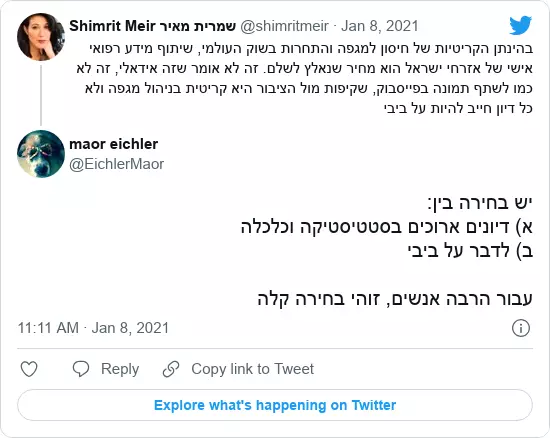 Shimrit Meir שמרית מאיר @shimritmeir · Jan 8, 2021
בהינתן הקריטיות של חיסון למגפה והתחרות בשוק העולמי, שיתוף מידע רפואי
אישי של אזרחי ישראל הוא מחיר שנאלץ לשלם. זה לא אומר שזה אידאלי, זה לא
כמו לשתף תמונה בפייסבוק, שקיפות מול הציבור היא קריטית בניהול מגפה ולא
כל דיון חייב להיות על ביבי
maor eichler
@EichlerMaor
יש בחירה בין:
א) דיונים ארוכים בסטטיסטיקה וכלכלה
ב) לדבר על ביבי
עבור הרבה אנשים, זוהי בחירה קלה
11:11 AM · Jan 8, 2021
Reply
Copy link to Tweet
Explore what's happening on Twitter